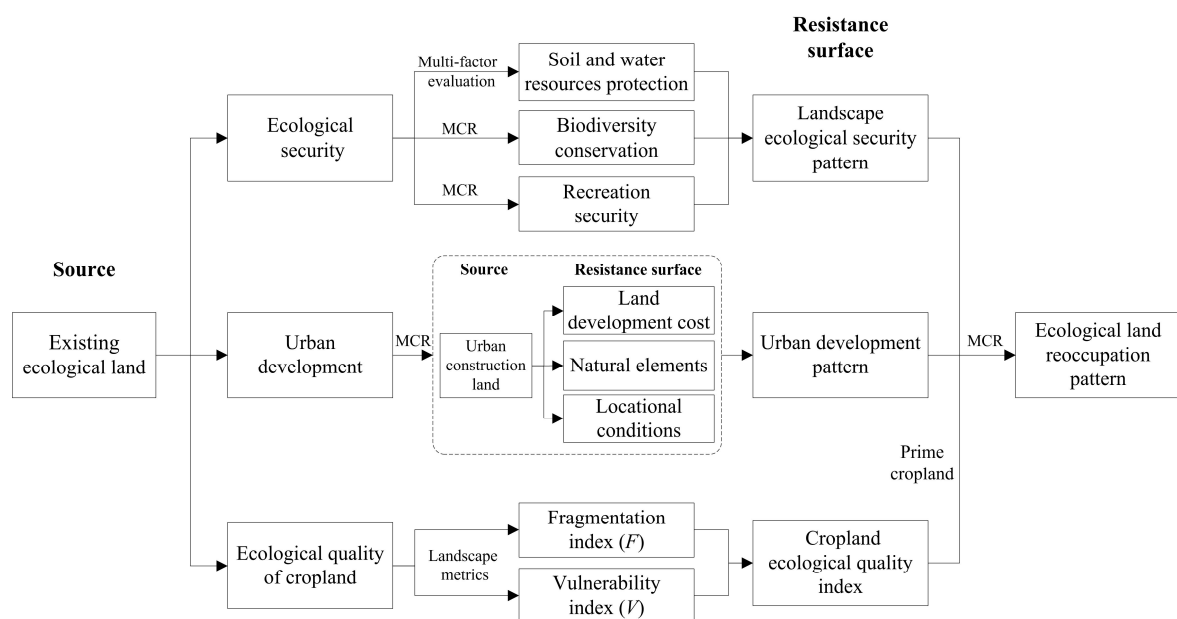 Resistance
surface
Multi-factor
evaluation
Soil and water
resources protection
Ecological
security
MCR
Biodiversity
conservation
Landscape
ecological security
pattern
MCR
Recreation
security
Source
Source
Resistance surface
Existing
ecological land
Urban
development
MCR
Urban
construction
land
Land
development cost
Natural elements
Locational
conditions
Urban development
pattern
MCR
Ecological land
reoccupation
pattern
Prime
cropland
Ecological quality
of cropland
Landscape
metrics
Fragmentation
index (F)
Vulnerability
index (V)
Cropland
ecological quality
index